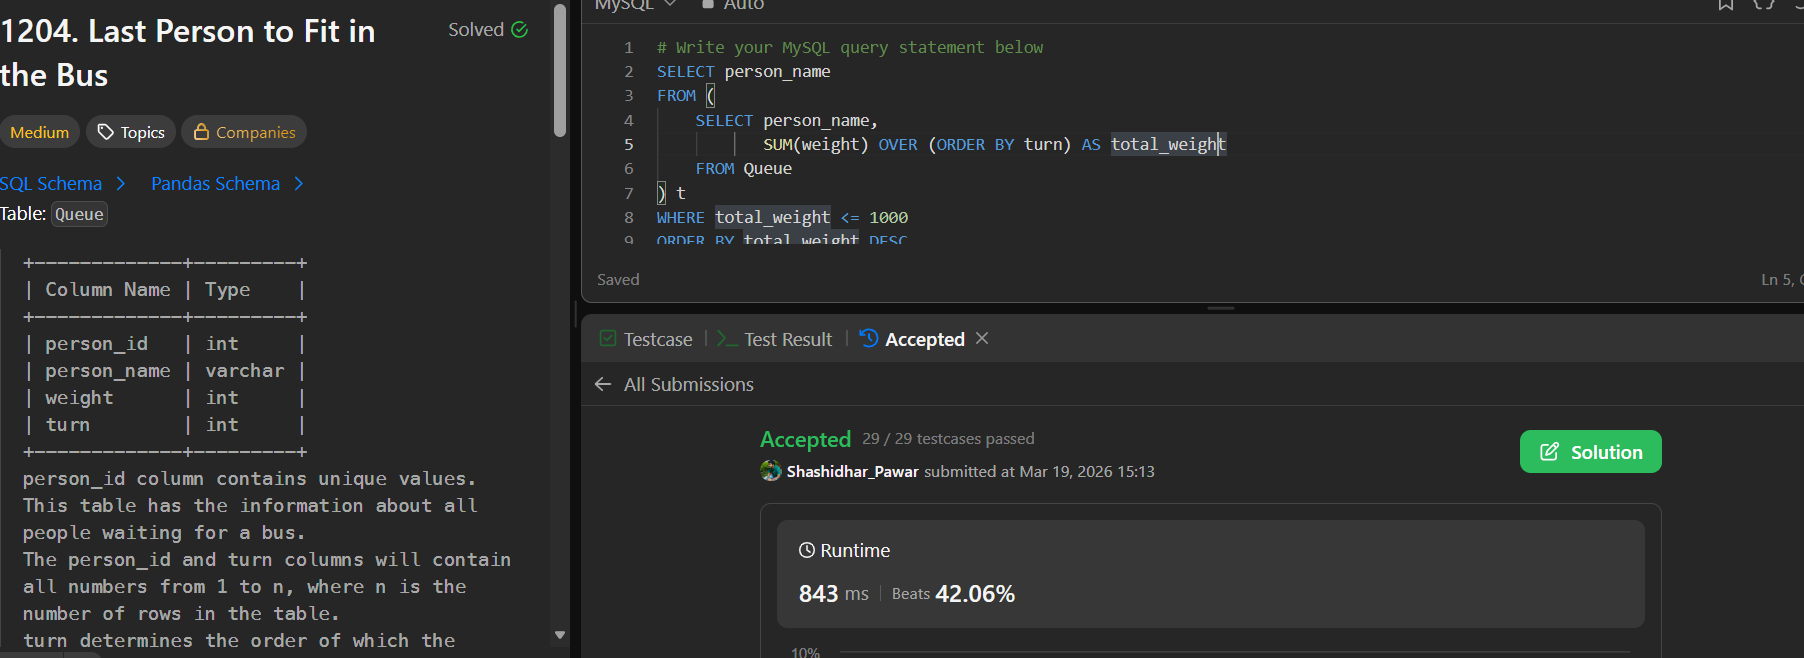 1204. Last Person to Fit in
the Bus
Solved
Medium
Topics
Companies
SQL Schema
Pandas Schema
Table: Queue
+-------------+---------+
| Column Name | Type    |
+-------------+---------+
| person_id   | int     |
| person_name | varchar |
| weight      | int     |
| turn        | int     |
+-------------+---------+
person_id column contains unique values.
This table has the information about all
people waiting for a bus.
The person_id and turn columns will contain
all numbers from 1 to n, where n is the
number of rows in the table.
turn determines the order of which the
MySQL
Auto
1 # Write your MySQL query statement below
2 SELECT person_name
3 FROM (
4     SELECT person_name,
5            SUM(weight) OVER (ORDER BY turn) AS total_weight
6     FROM Queue
7 ) t
8 WHERE total_weight <= 1000
9 ORDER BY total_weight DESC
Saved
Ln 5,
Testcase
Test Result
Accepted
All Submissions
Accepted 29 / 29 testcases passed
Shashidhar_Pawar submitted at Mar 19, 2026 15:13
Solution
Runtime
843 ms | Beats 42.06%
10%